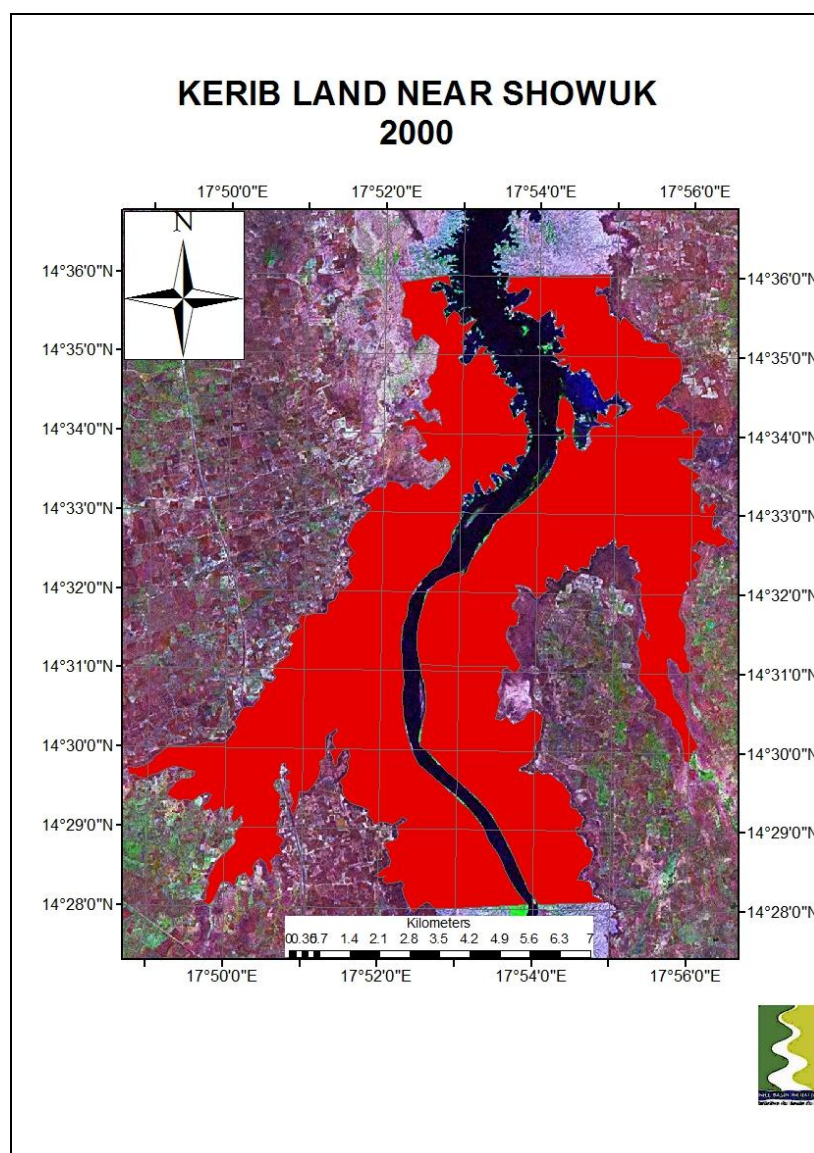 KERIB LAND NEAR SHOWUK
2000
17°50'0"E 17°52'0"E 17°54'0"E 17°56'0"E
N
14°36'0"N 14°36'0"N
14°35'0"N 14°35'0"N
14°34'0"N 14°34'0"N
14°33'0"N 14°33'0"N
14°32'0"N 14°32'0"N
14°31'0"N 14°31'0"N
14°30'0"N 14°30'0"N
14°29'0"N 14°29'0"N
14°28'0"N 14°28'0"N
Kilometers
1.4 2.1 2.8 3.5 4.2 4.9 5.6 6.3 7
17°50'0"E 17°52'0"E 17°54'0"E 17°56'0"E